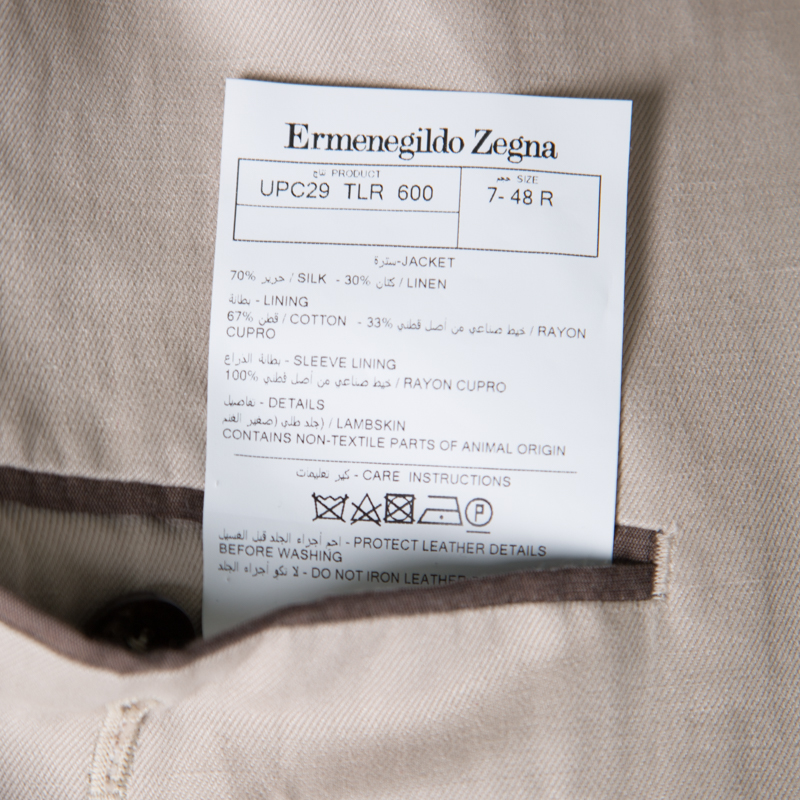 Ermenegildo Zegna
نتاج PRODUCT
حجم SIZE
UPC29 TLR 600
7- 48 R
سترة-JACKET
70% حرير / SILK - 30% كتان / LINEN
بطانة - LINING
67% قطن / COTTON - 33% خيط صناعي من أصل قطني / RAYON
CUPRO
بطانة الذراع - SLEEVE LINING
100% خيط صناعي من أصل قطني / RAYON CUPRO
تفاصيل - DETAILS
جلد طلي (صغير الغنم) / LAMBSKIN
CONTAINS NON-TEXTILE PARTS OF ANIMAL ORIGIN
كير تعليمات - CARE INSTRUCTIONS
P
احم أجزاء الجلد قبل الغسيل - PROTECT LEATHER DETAILS
BEFORE WASHING
لا تكو أجزاء الجلد - DO NOT IRON LEATHER